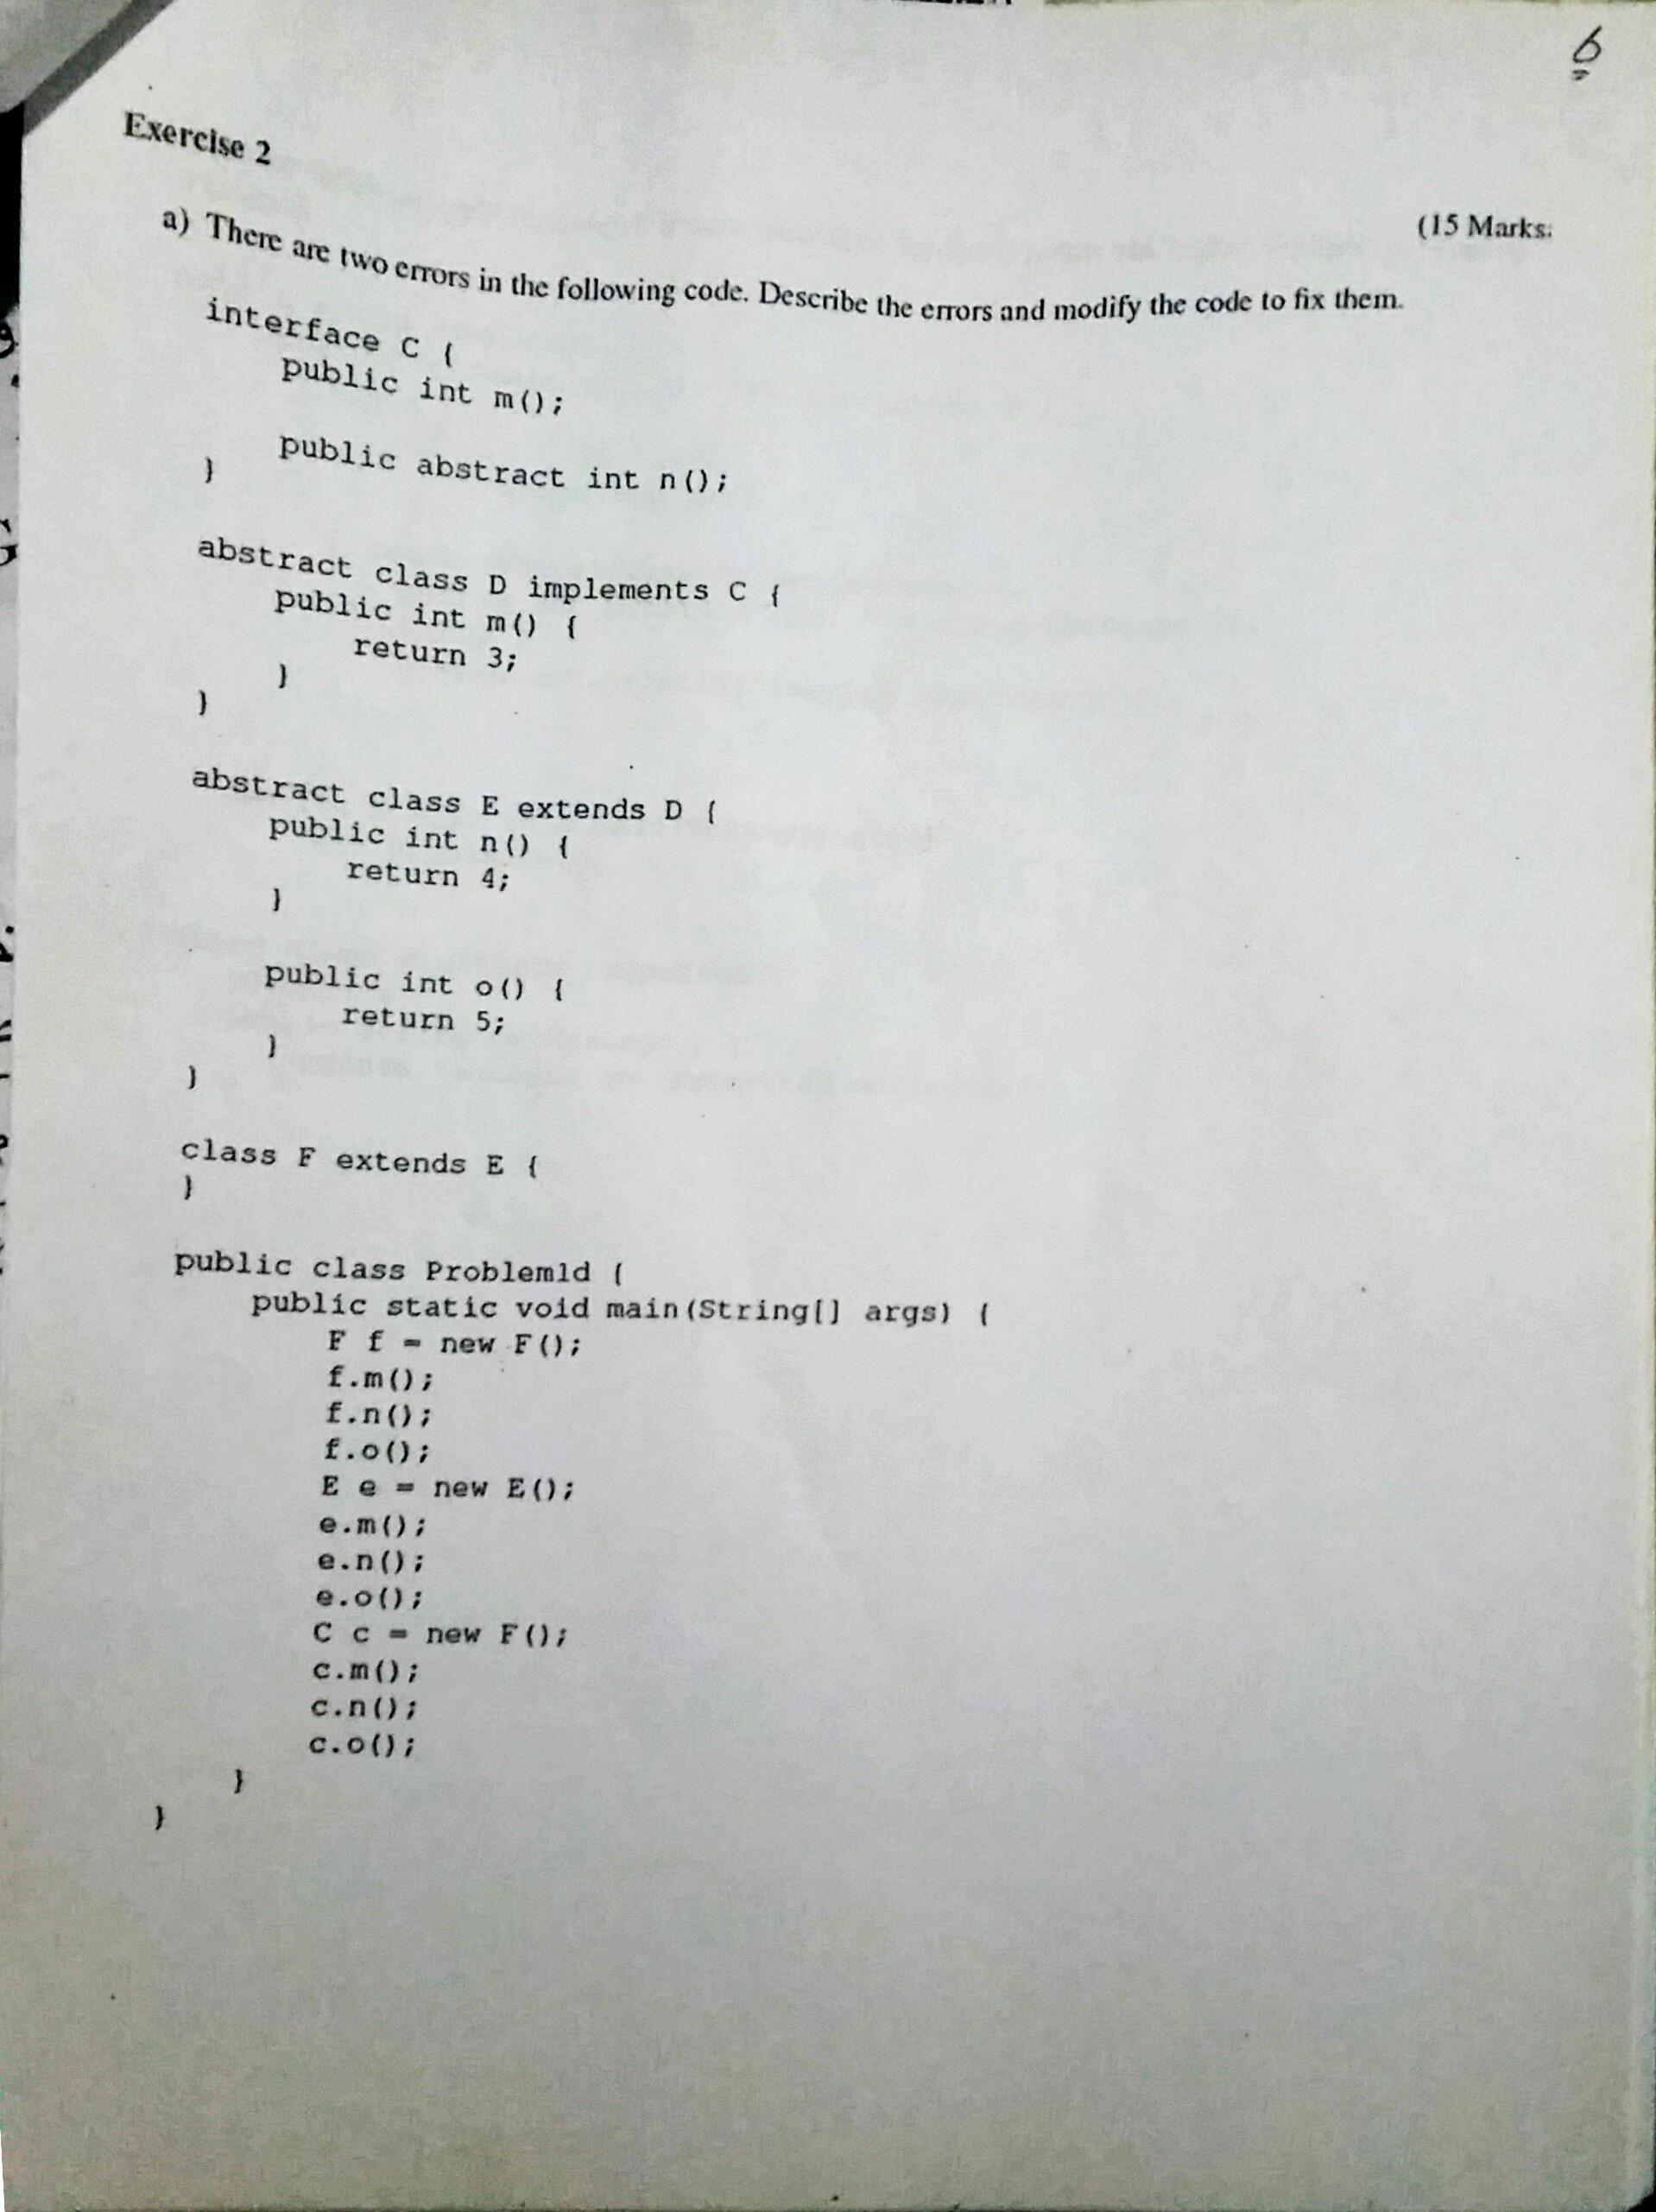 6
Exercise 2
(15 Marks.
a) There are two errors in the following code. Describe the errors and modify the code to fix them.
interface C {
public int m();
public abstract int n();
}
abstract class D implements C {
public int m() {
return 3;
}
}
abstract class E extends D {
public int n() {
return 4;
}
public int o() {
return 5;
}
}
class F extends E {
}
public class Problem1d {
public static void main(String[] args) {
F f = new F();
f.m();
f.n();
f.o();
E e = new E();
e.m();
e.n();
e.o();
C c = new F();
c.m();
c.n();
c.o();
}
}